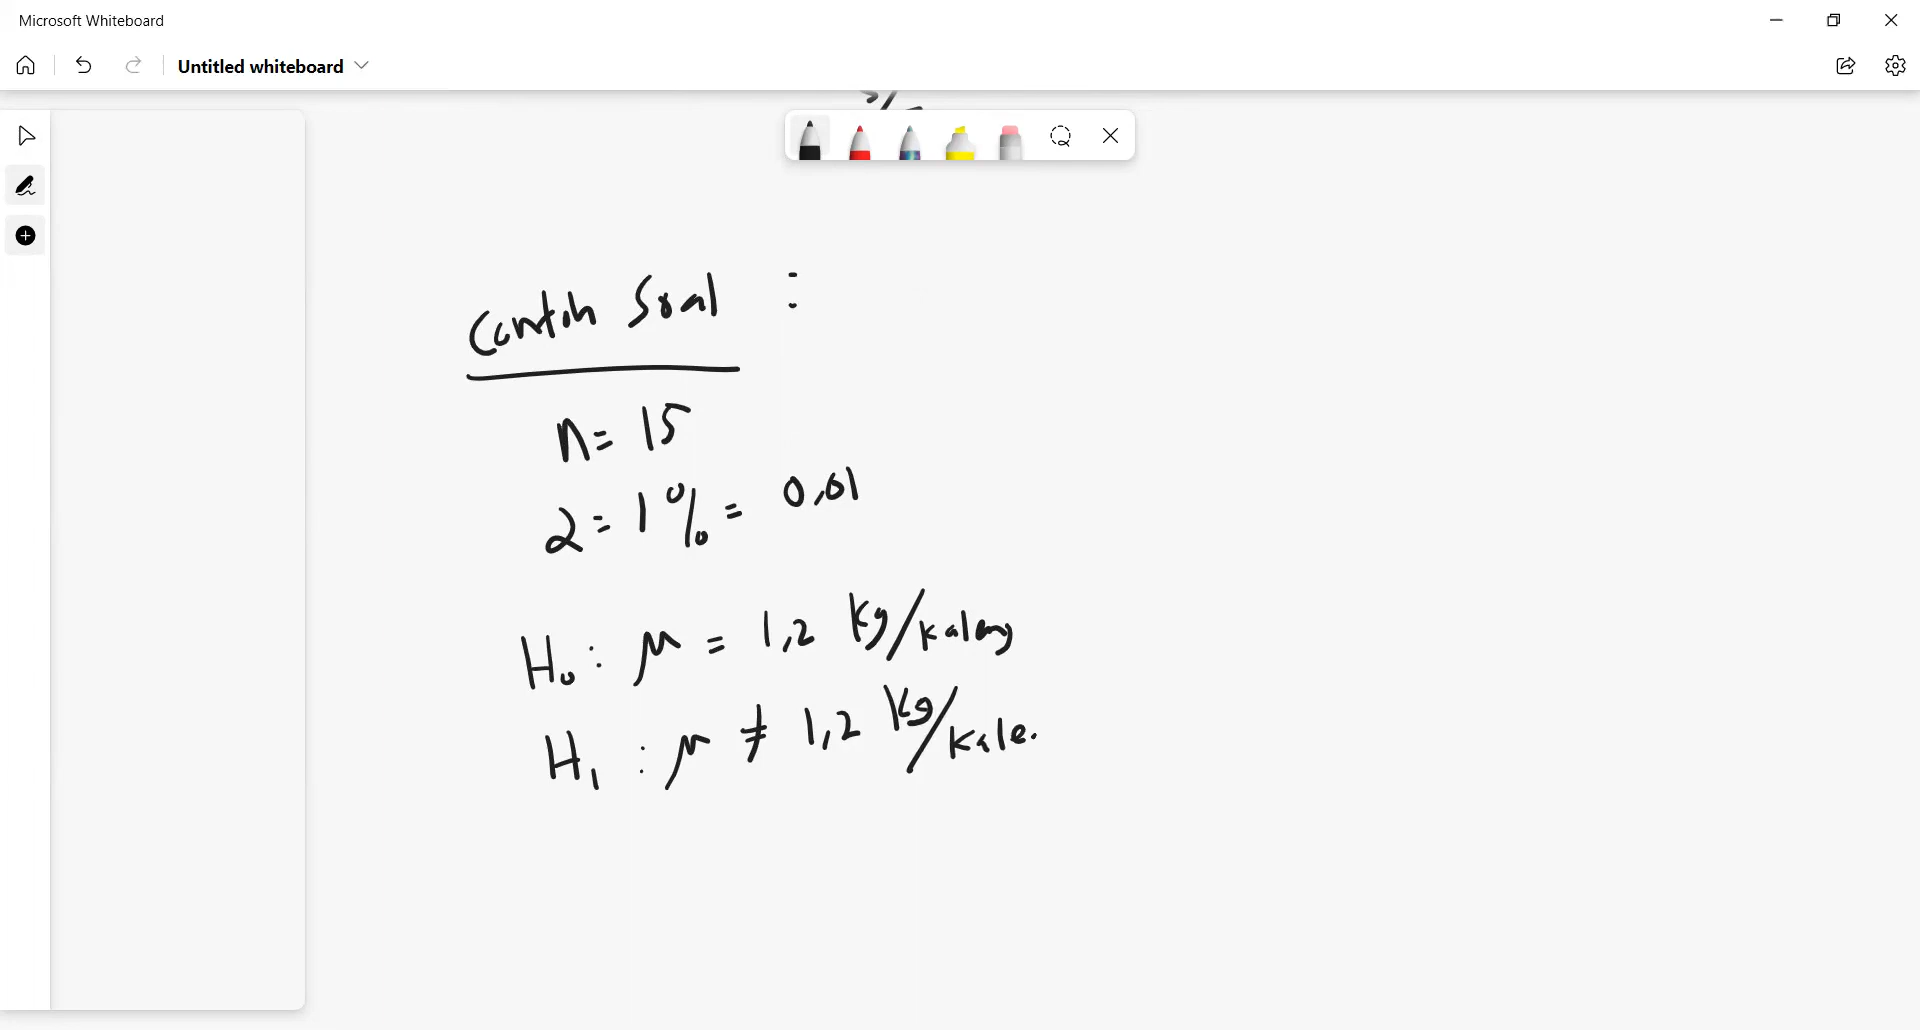 Microsoft Whiteboard
Untitled whiteboard
Contoh Soal :
n = 15
α = 1% = 0,01
H₀ : μ = 1,2 kg/kaleng
H₁ : μ ≠ 1,2 kg/kale.